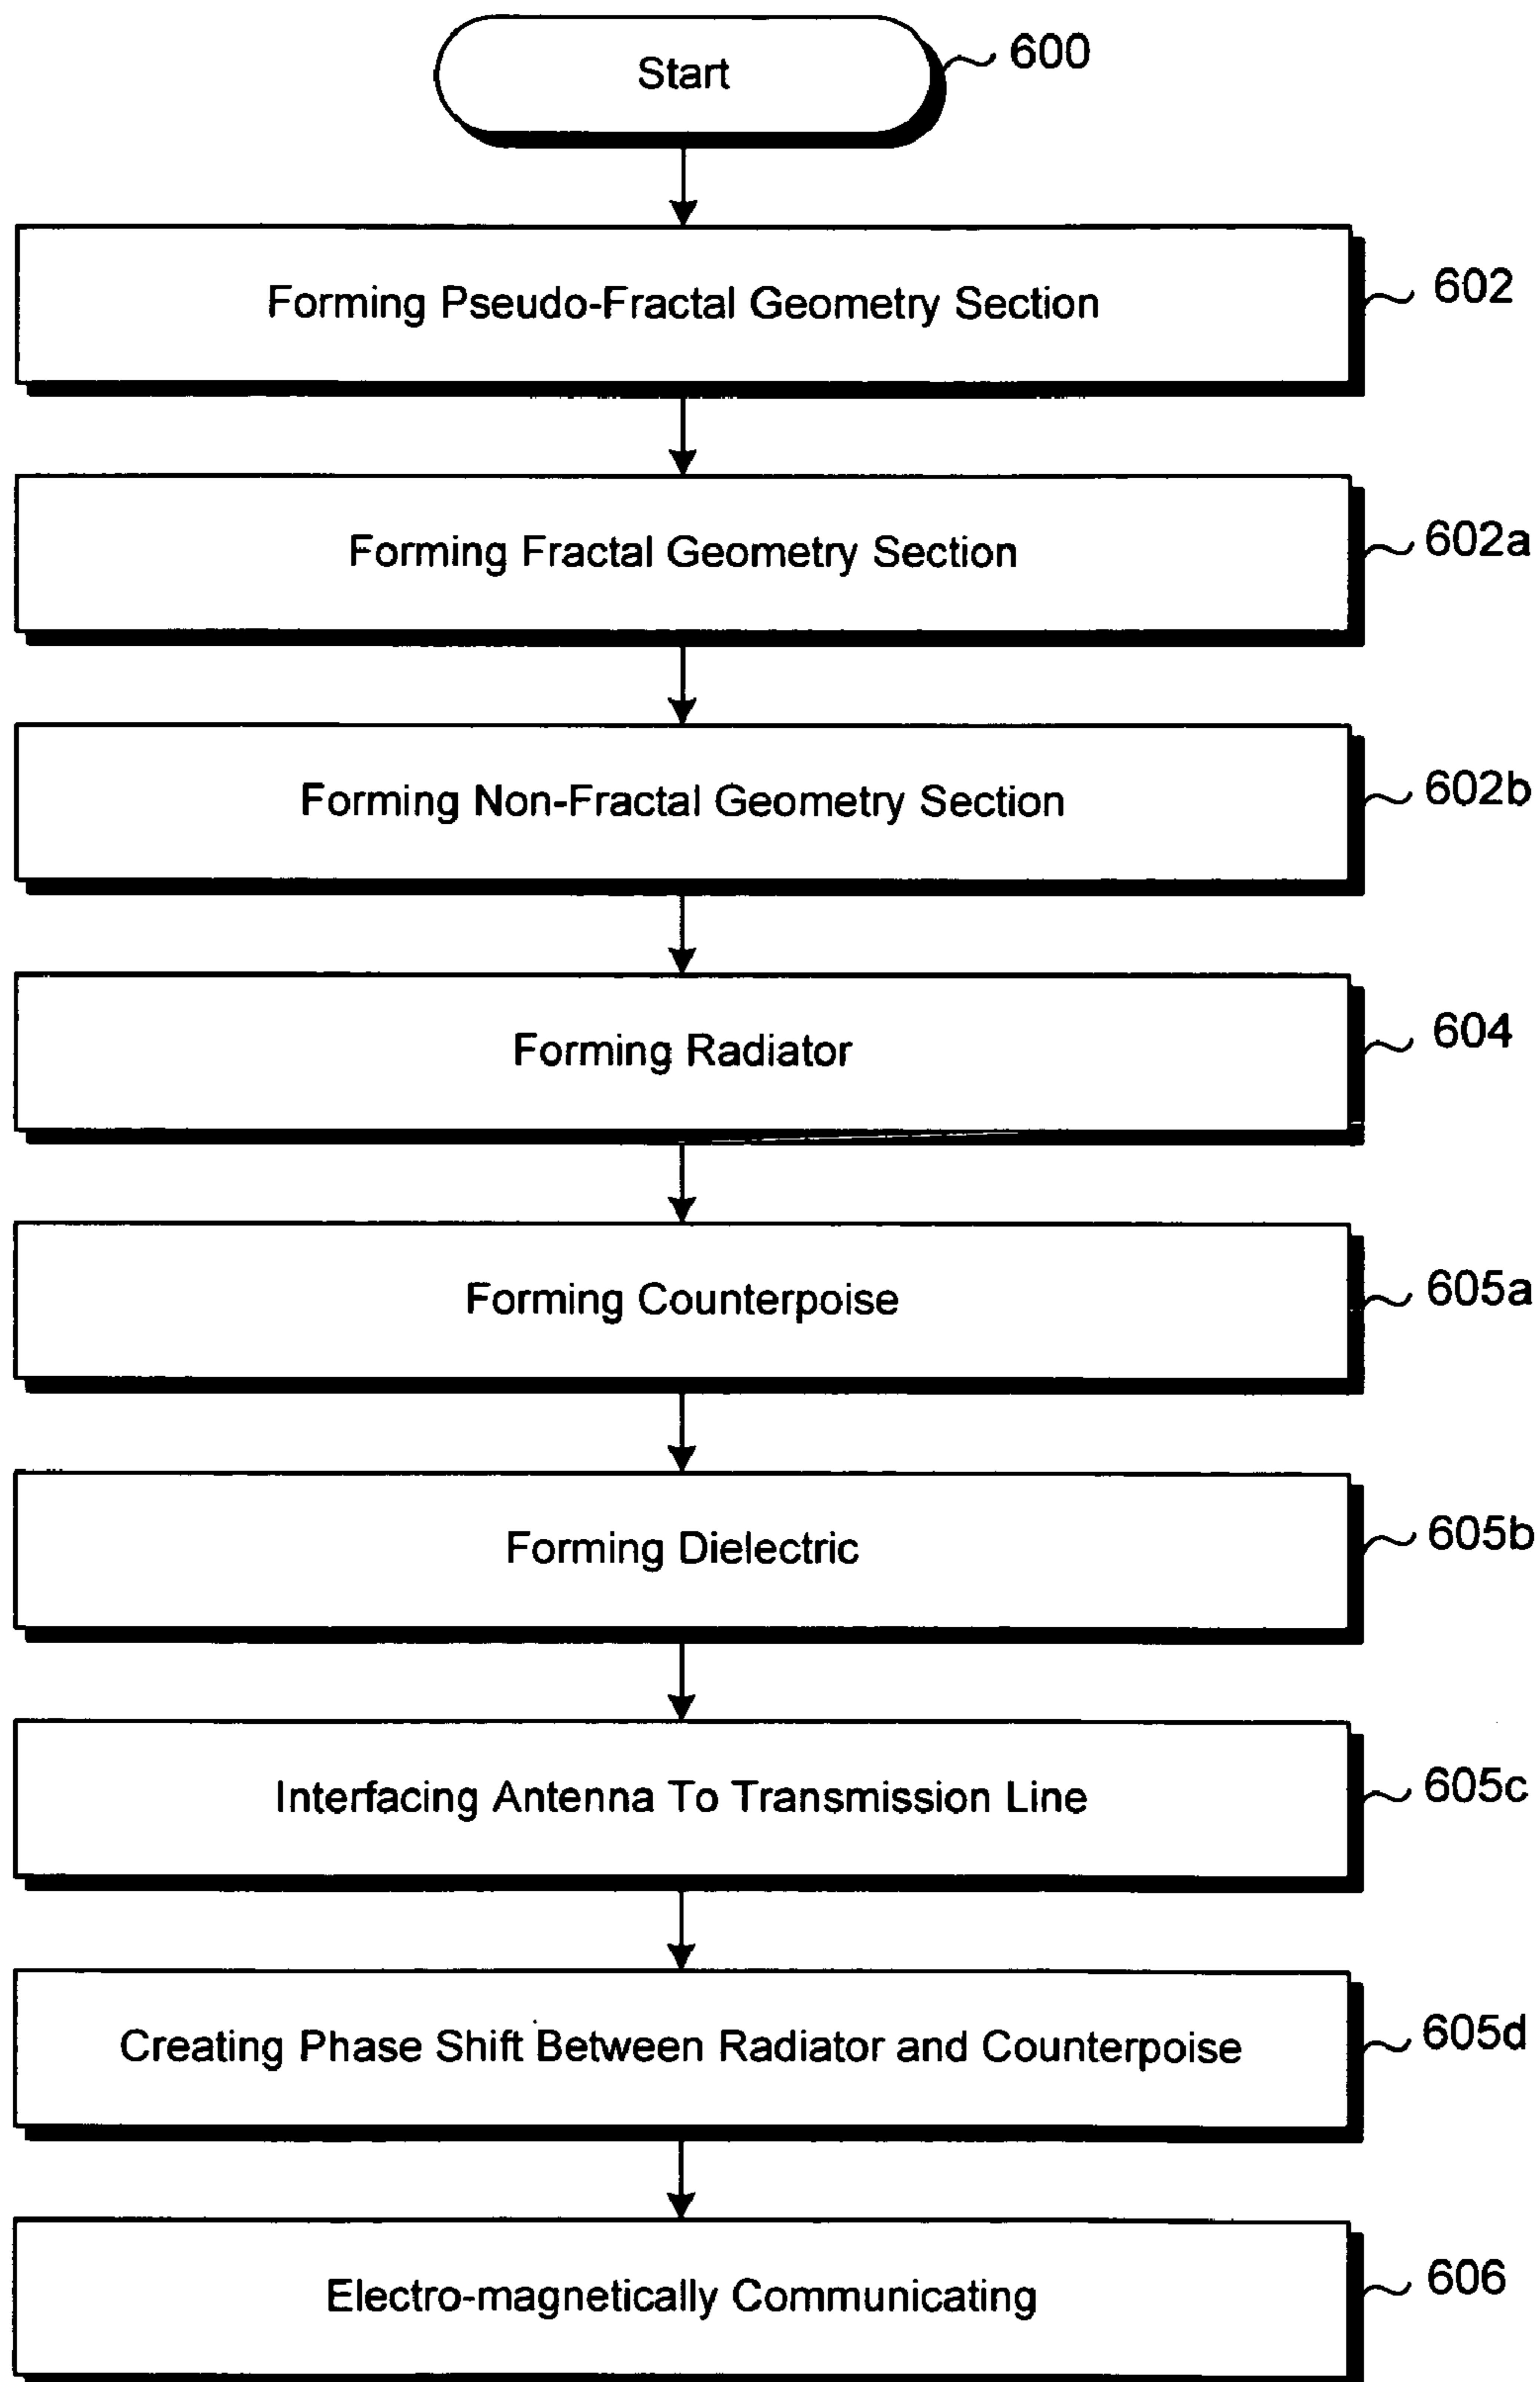 Start
600
Forming Pseudo-Fractal Geometry Section
602
Forming Fractal Geometry Section
602a
Forming Non-Fractal Geometry Section
602b
Forming Radiator
604
Forming Counterpoise
605a
Forming Dielectric
605b
Interfacing Antenna To Transmission Line
605c
Creating Phase Shift Between Radiator and Counterpoise
605d
Electro-magnetically Communicating
606